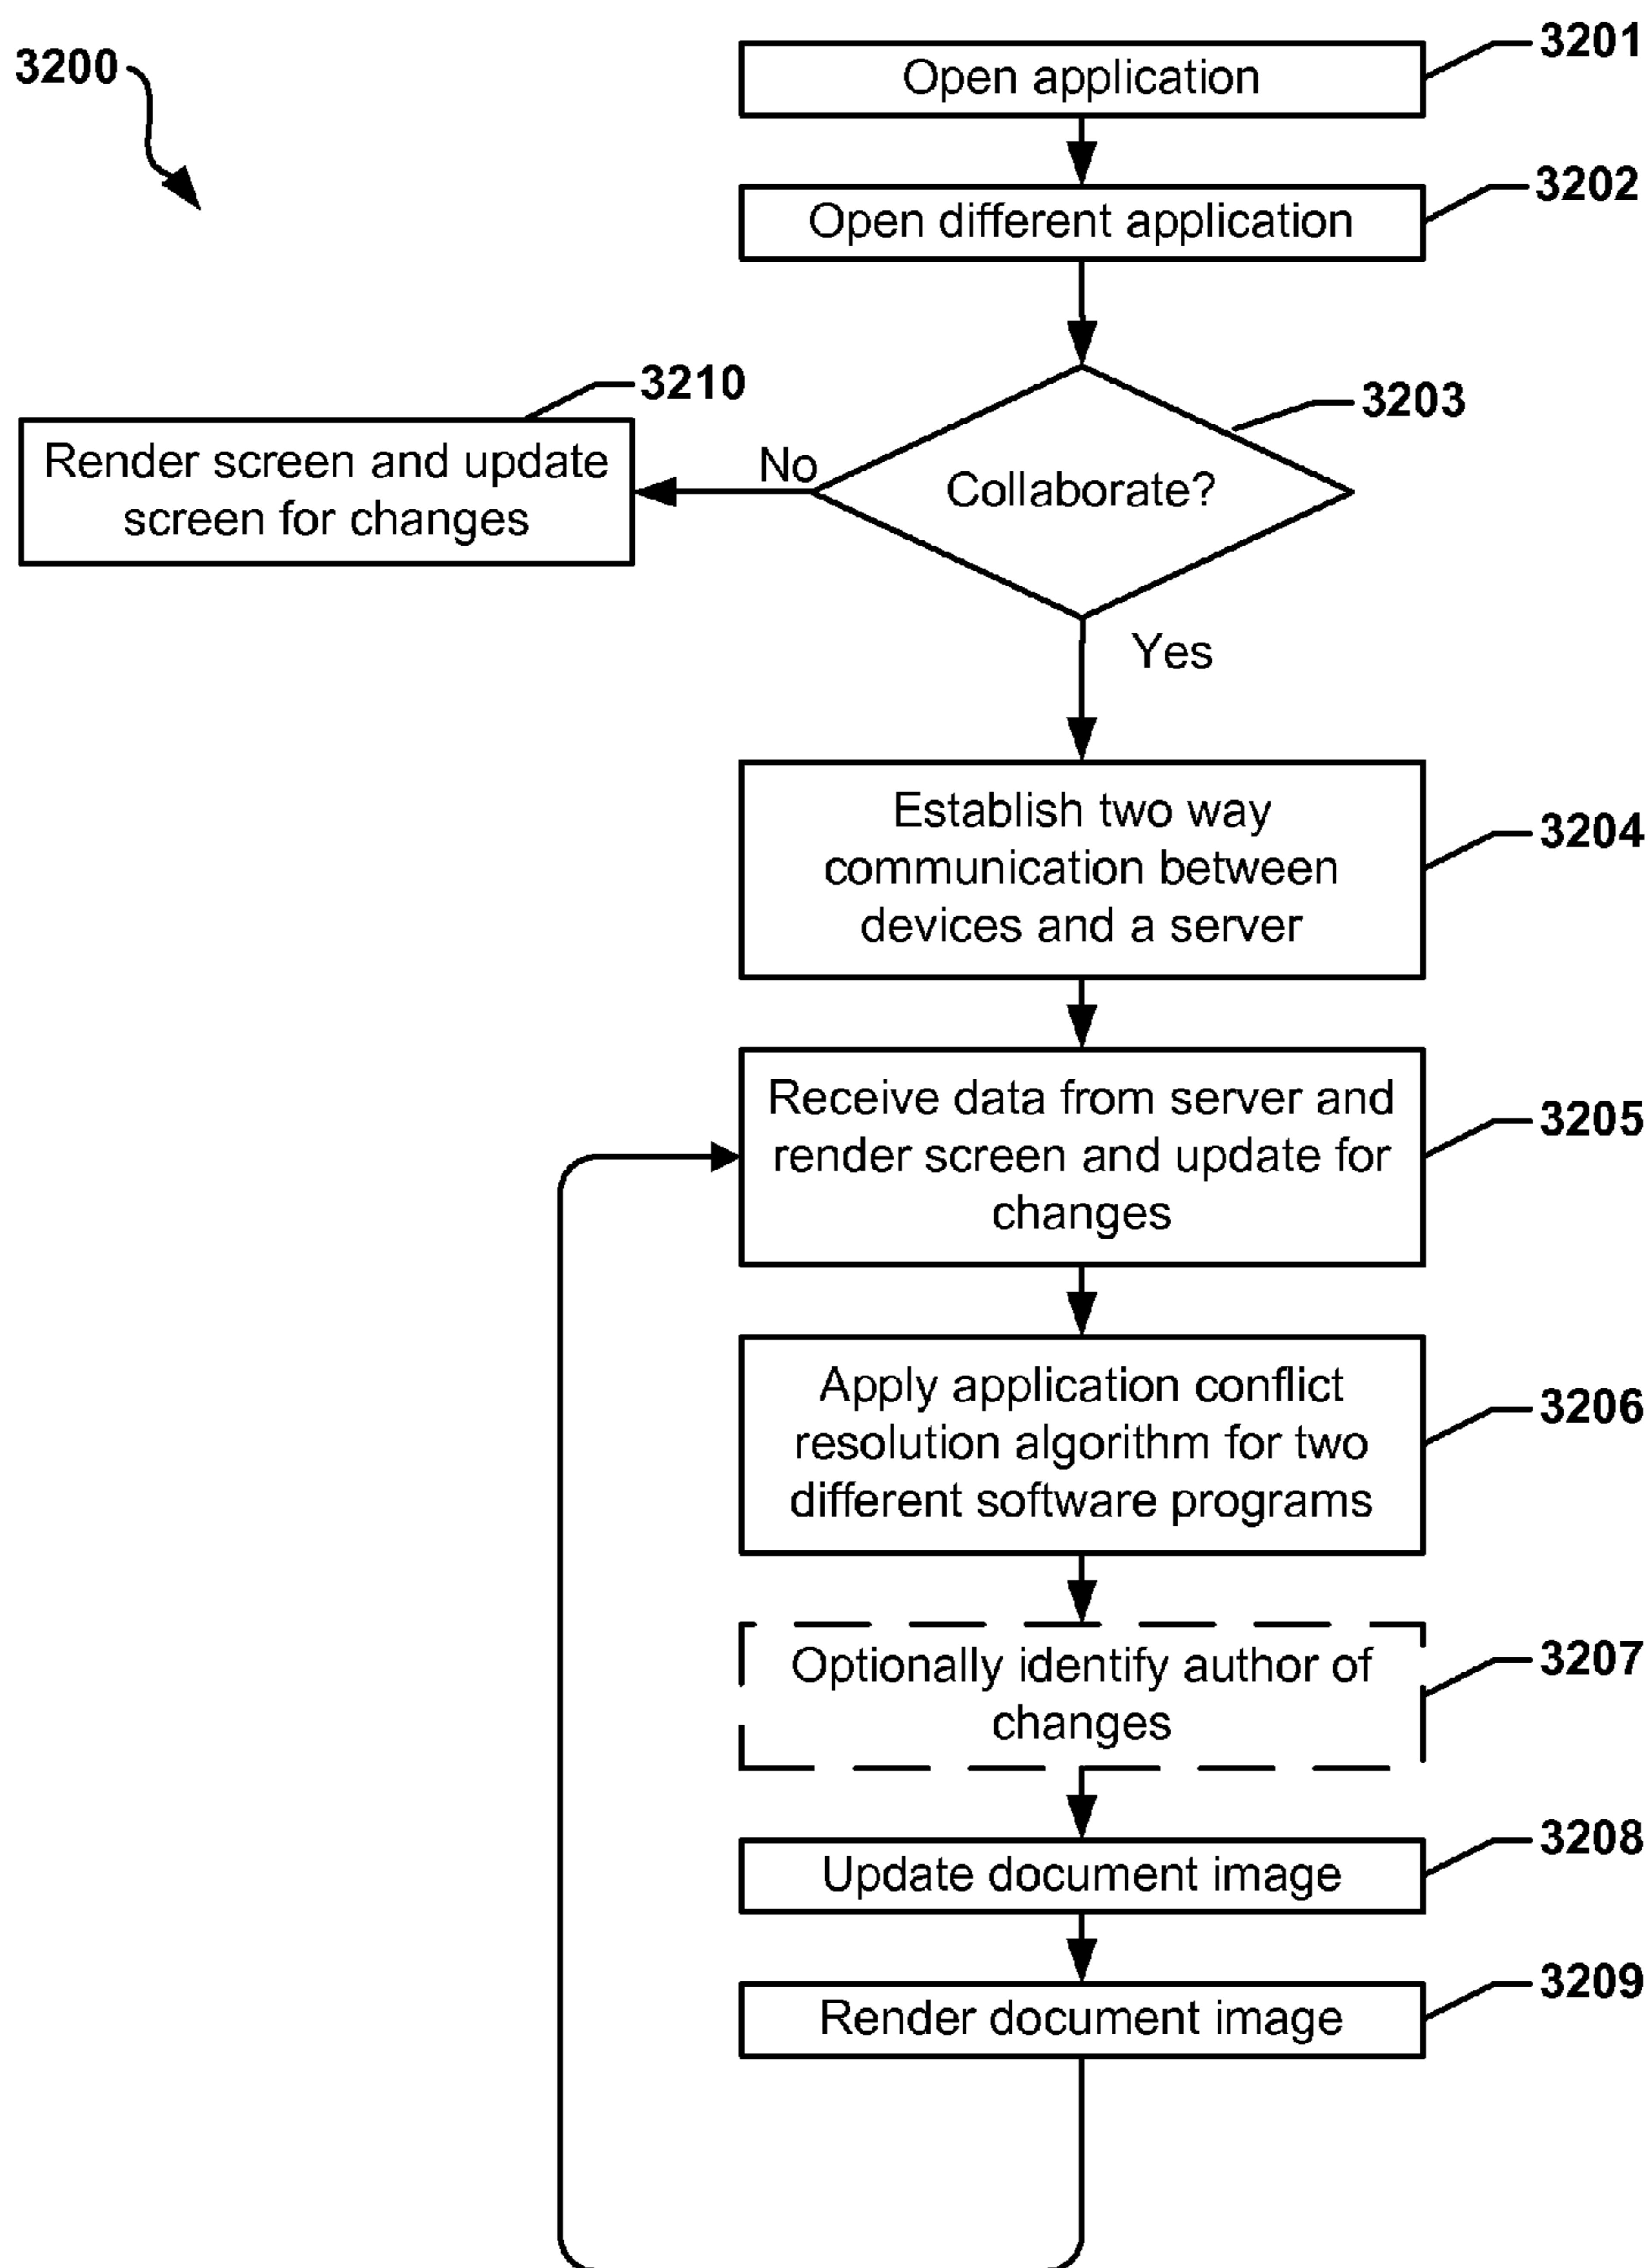 3200
3201
Open application
3202
Open different application
3210
3203
Render screen and update
screen for changes
No
Collaborate?
Yes
Establish two way
communication between
devices and a server
3204
Receive data from server and
render screen and update for
changes
3205
Apply application conflict
resolution algorithm for two
different software programs
3206
Optionally identify author of
changes
3207
Update document image
3208
Render document image
3209